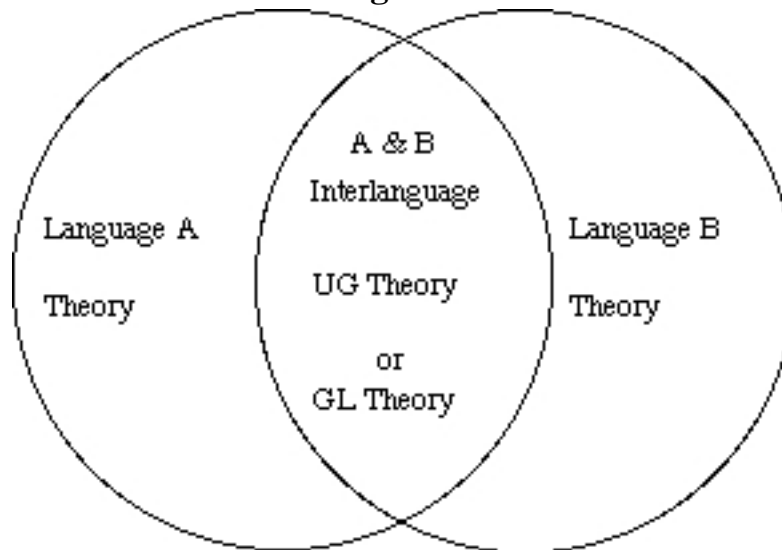 Language A
Theory
A & B
Interlanguage
UG Theory
or
GL Theory
Language B
Theory